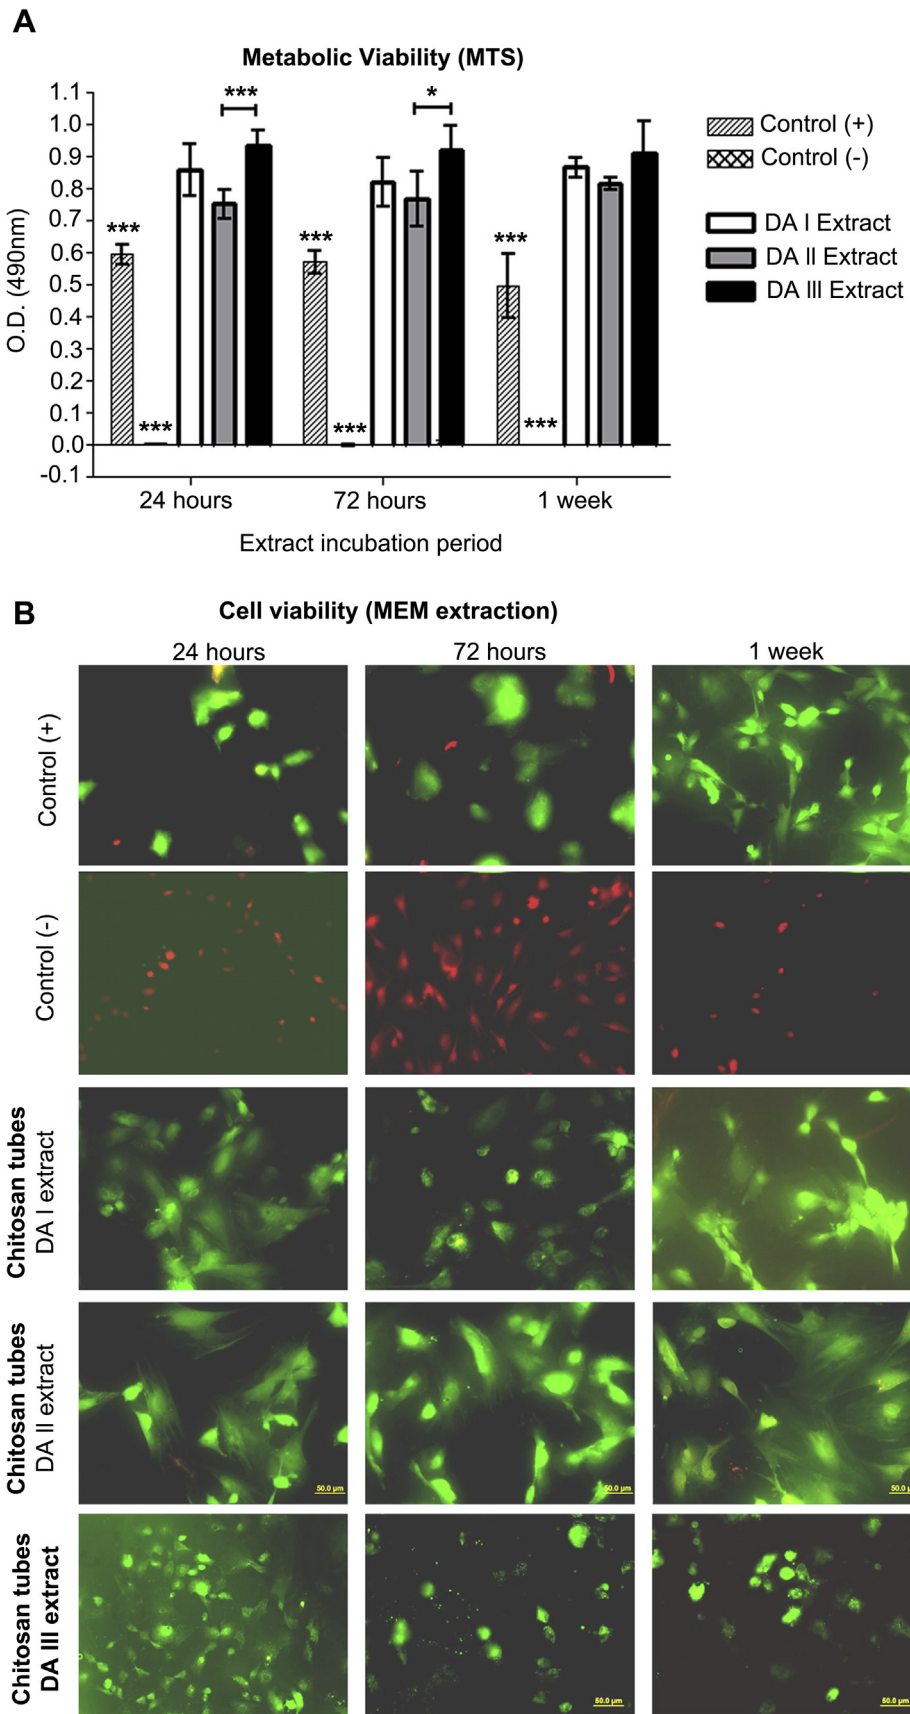 A
Metabolic Viability (MTS)
1.1
1.0
0.9
0.8
0.7
0.6
0.5
0.4
0.3
0.2
0.1
0.0
-0.1
O.D. (490nm)
***
***
***
***
***
*
***
***
24 hours
72 hours
1 week
Extract incubation period
Control (+)
Control (-)
DA I Extract
DA II Extract
DA III Extract
B
Cell viability (MEM extraction)
24 hours
72 hours
1 week
Control (+)
Control (-)
Chitosan tubes
DA I extract
Chitosan tubes
DA II extract
50.0 µm
50.0 µm
50.0 µ
Chitosan tubes
DA III extract
50.0 µm
50.0 µm